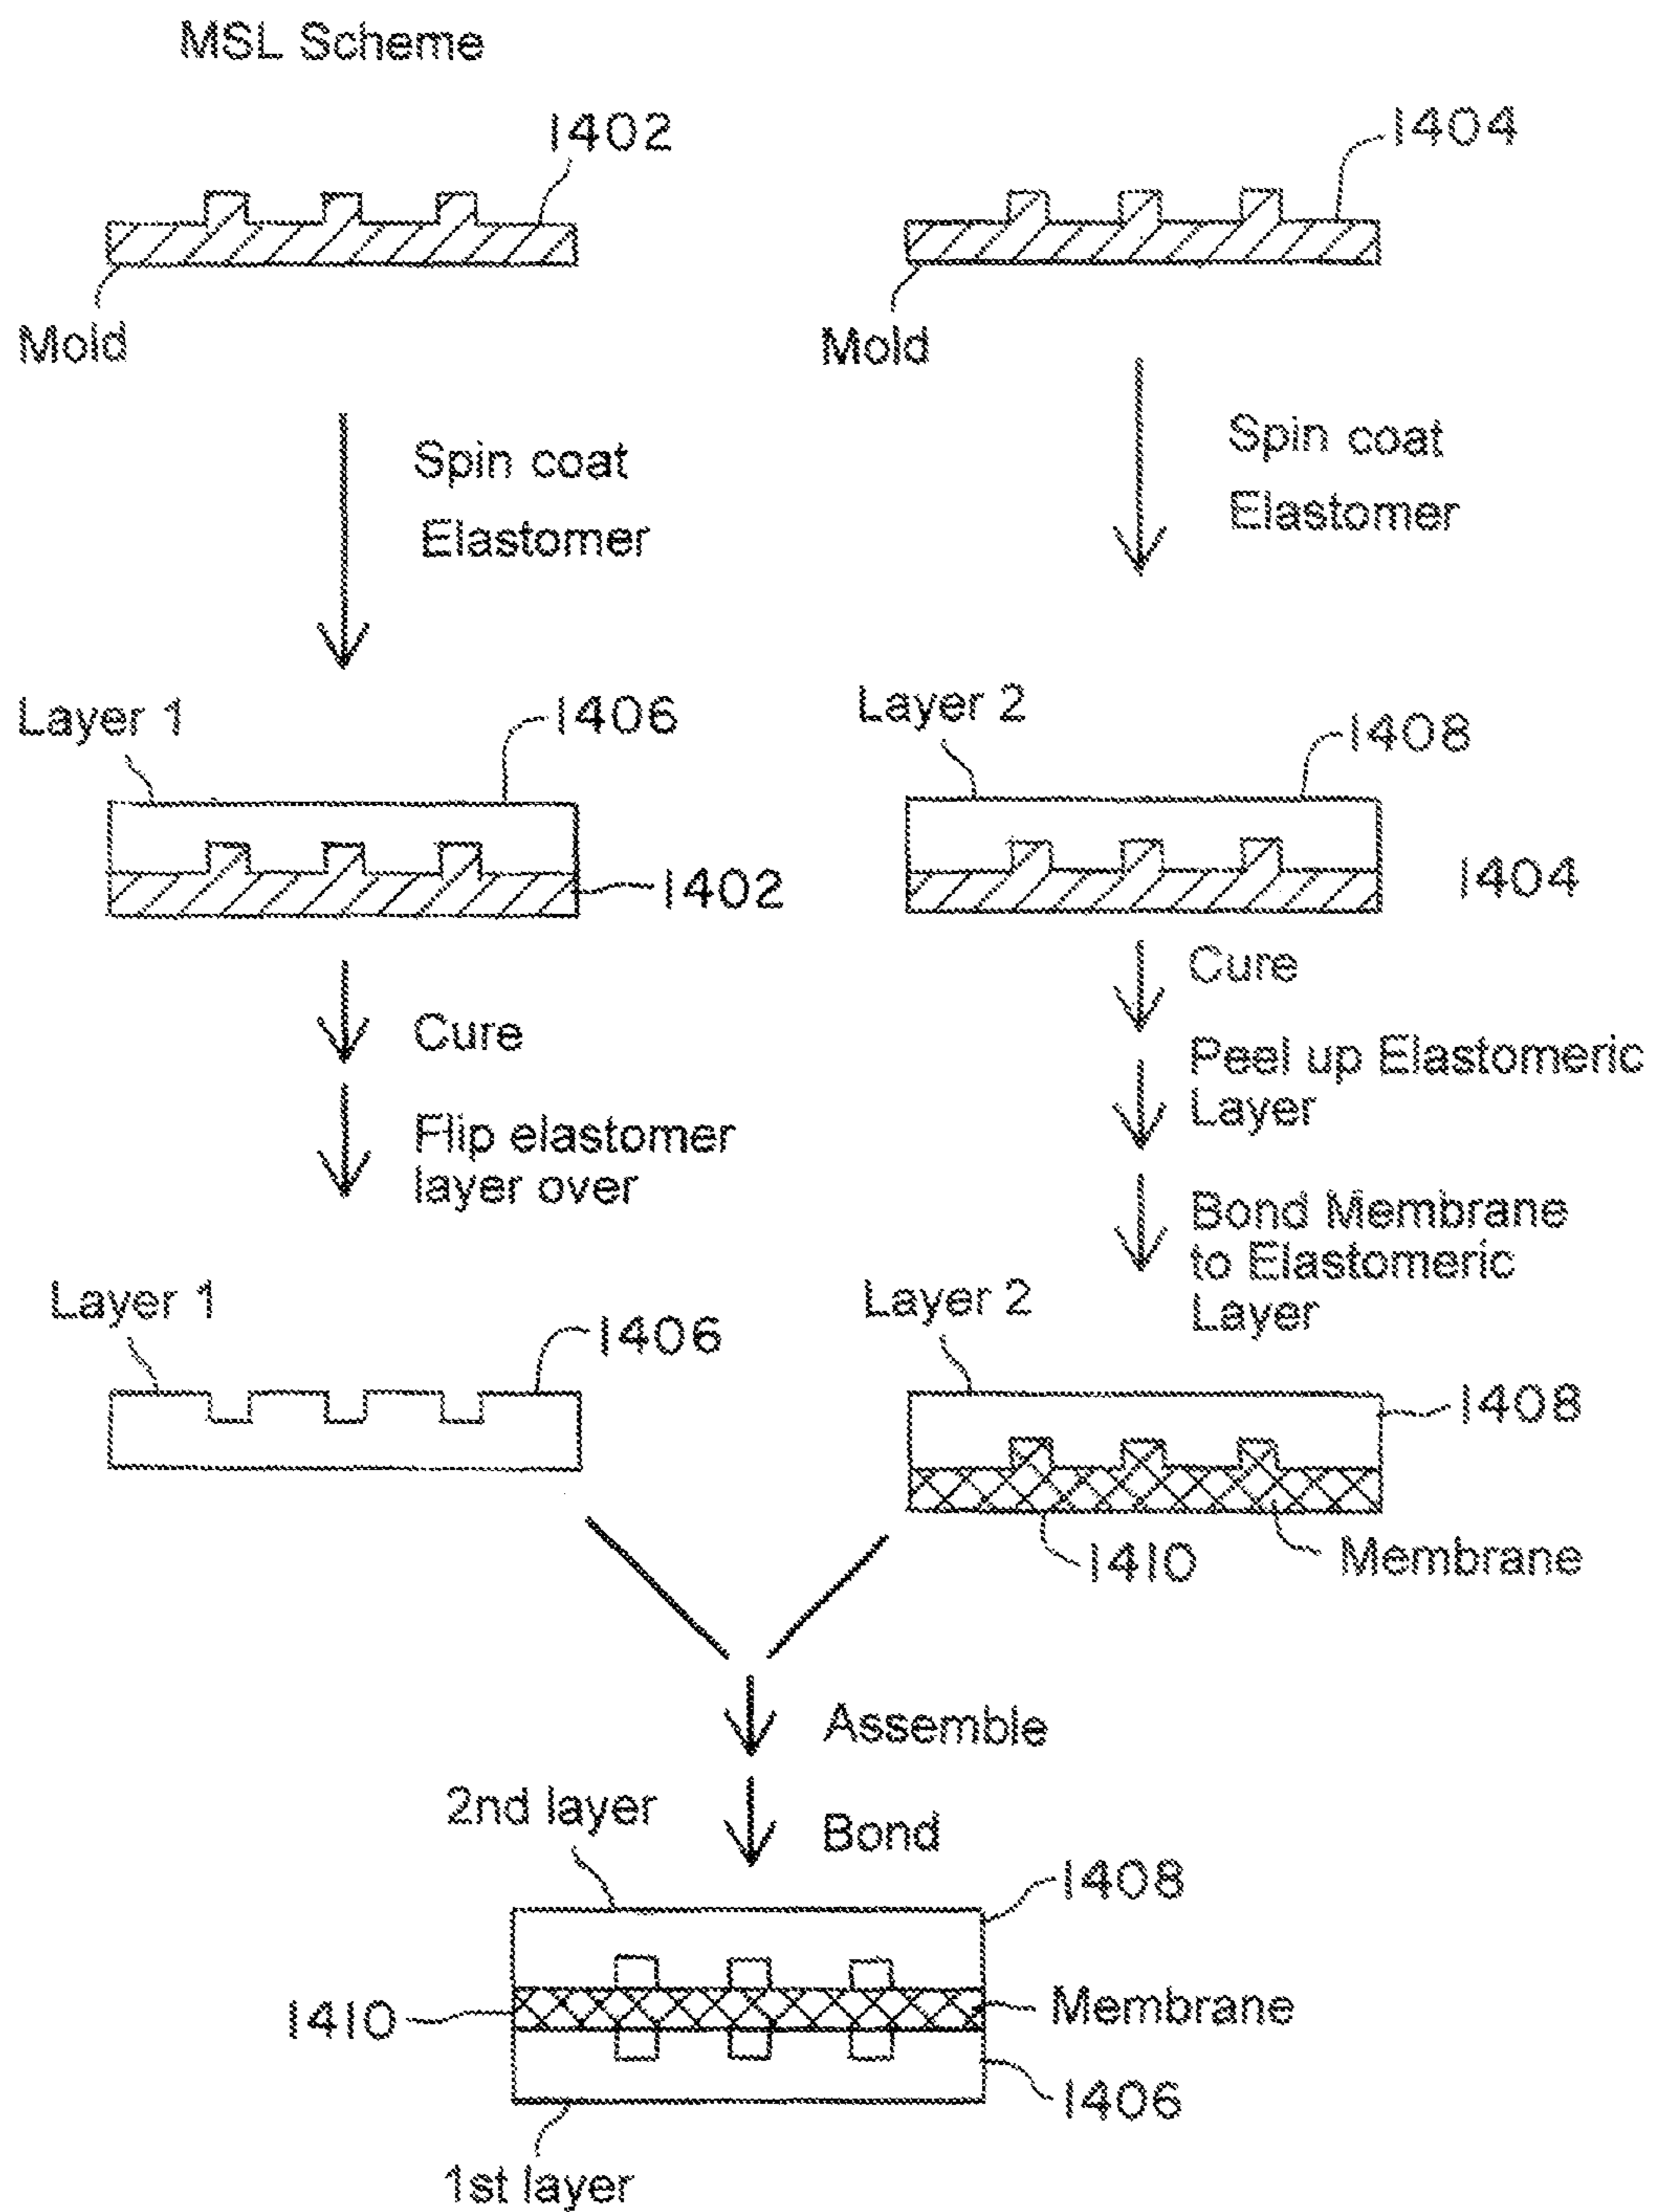 MSL Scheme
1402
1404
Mold
Mold
Spin coat
Elastomer
Spin coat
Elastomer
Layer 1
1406
Layer 2
1408
1402
1404
Cure
Flip elastomer
layer over
Cure
Peel up Elastomeric
Layer
Bond Membrane
to Elastomeric
Layer
Layer 1
1406
Layer 2
1408
1410
Membrane
Assemble
Bond
2nd layer
1408
1410
Membrane
1406
1st layer